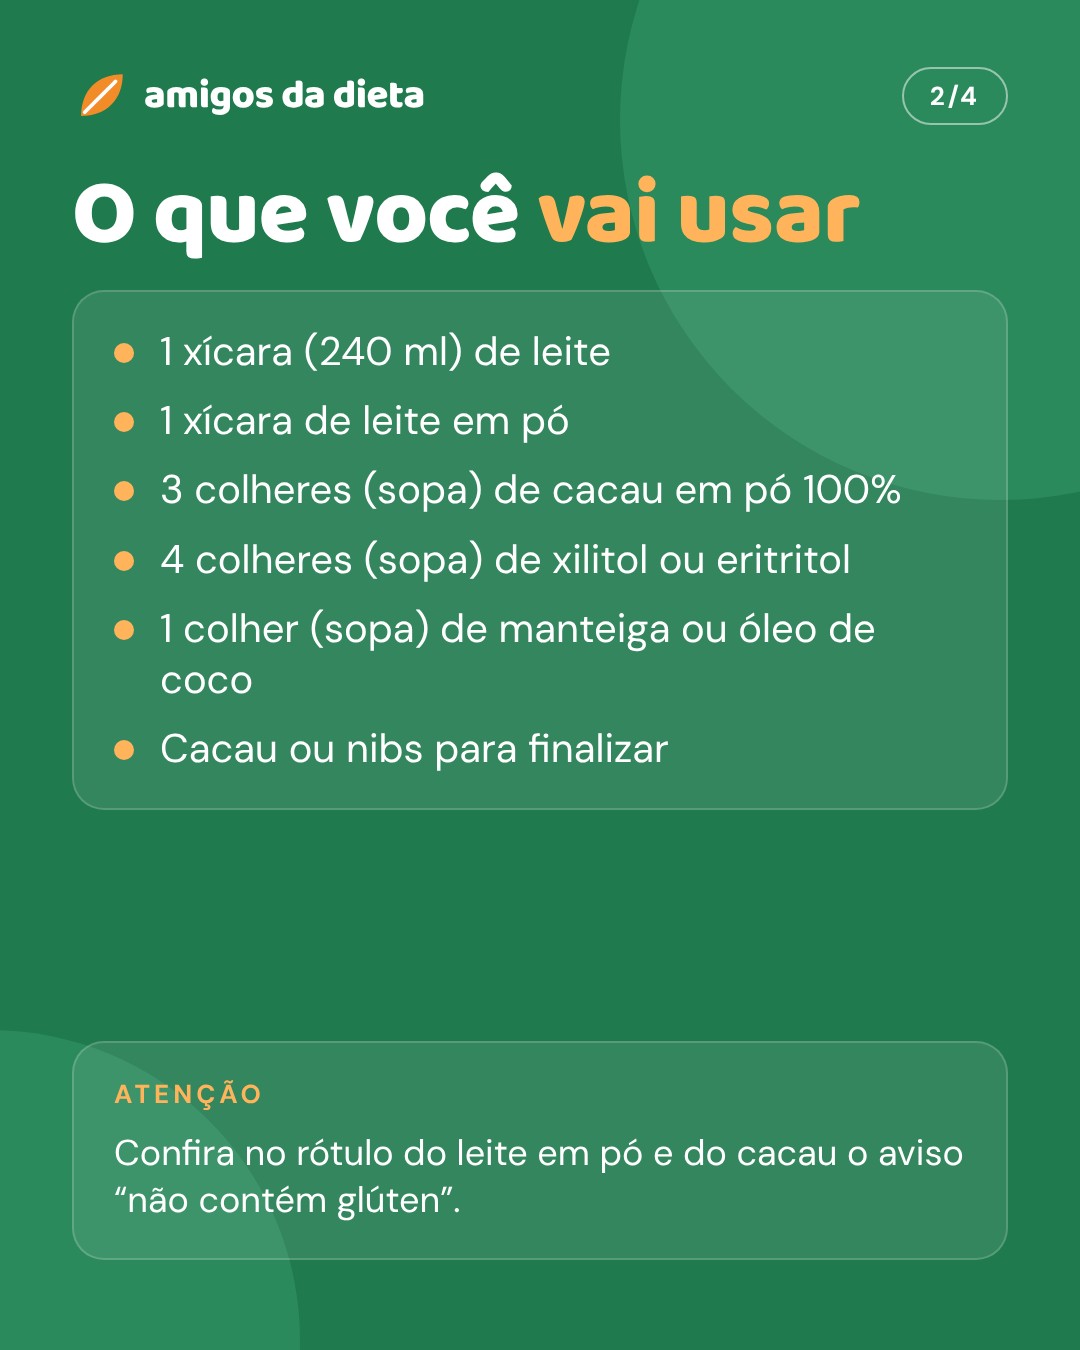 amigos da dieta
2/4
O que você vai usar
1 xícara (240 ml) de leite
1 xícara de leite em pó
3 colheres (sopa) de cacau em pó 100%
4 colheres (sopa) de xilitol ou eritritol
1 colher (sopa) de manteiga ou óleo de
coco
Cacau ou nibs para finalizar
ATENÇÃO
Confira no rótulo do leite em pó e do cacau o aviso
“não contém glúten”.